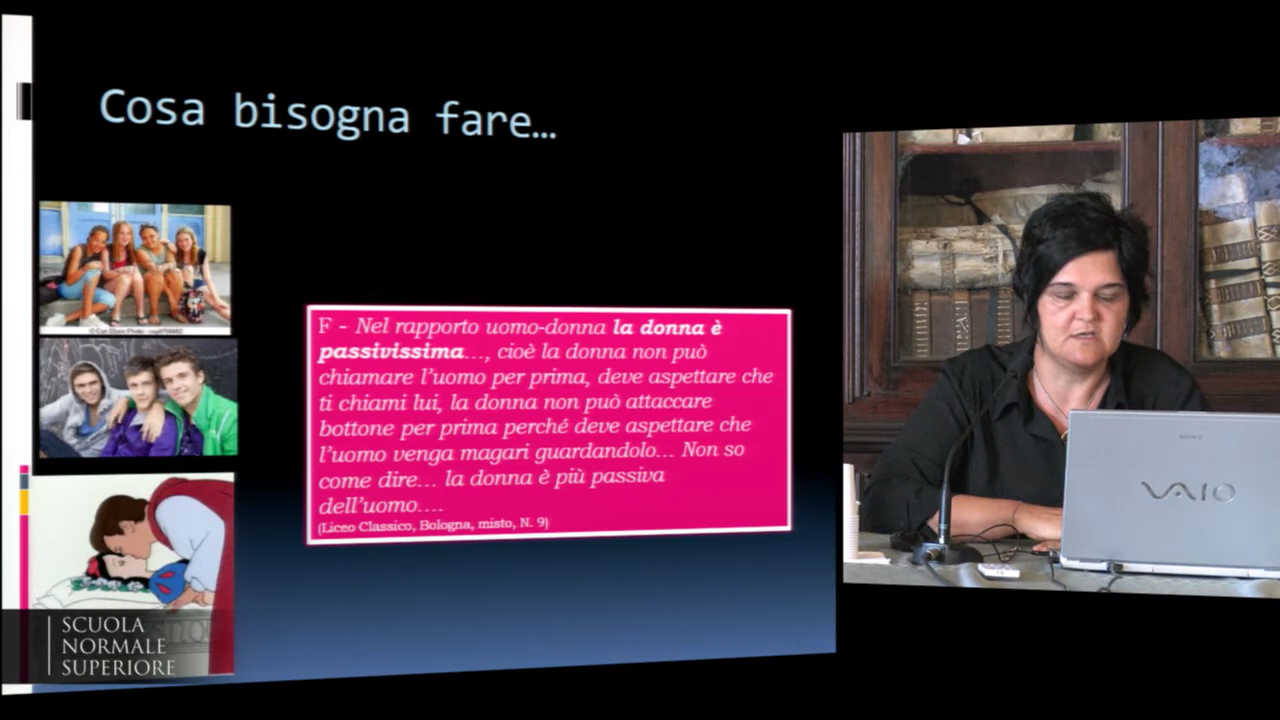 Cosa bisogna fare…
F - Nel rapporto uomo-donna la donna è
passivissima…, cioè la donna non può
chiamare l'uomo per prima, deve aspettare che
ti chiami lui, la donna non può attaccare
bottone per prima perché deve aspettare che
l'uomo venga magari guardandolo… Non so
come dire… la donna è più passiva
dell'uomo….
(Liceo Classico, Bologna, misto, N. 9)
SCUOLA
NORMALE
SUPERIORE
SONY
VAIO